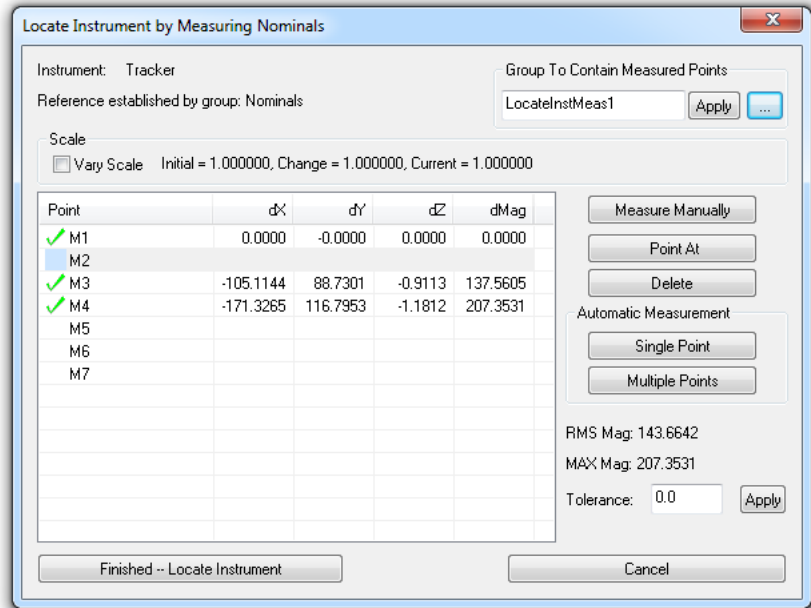 Locate Instrument by Measuring Nominals
Instrument: Tracker
Reference established by group: Nominals
Group To Contain Measured Points
LocateInstMeas1 Apply ...
Scale
Vary Scale Initial = 1.000000, Change = 1.000000, Current = 1.000000
Point dX dY dZ dMag
M1 0.0000 -0.0000 0.0000 0.0000
M2
M3 -105.1144 88.7301 -0.9113 137.5605
M4 -171.3265 116.7953 -1.1812 207.3531
M5
M6
M7
Measure Manually
Point At
Delete
Automatic Measurement
Single Point
Multiple Points
RMS Mag: 143.6642
MAX Mag: 207.3531
Tolerance: 0.0 Apply
Finished -- Locate Instrument
Cancel